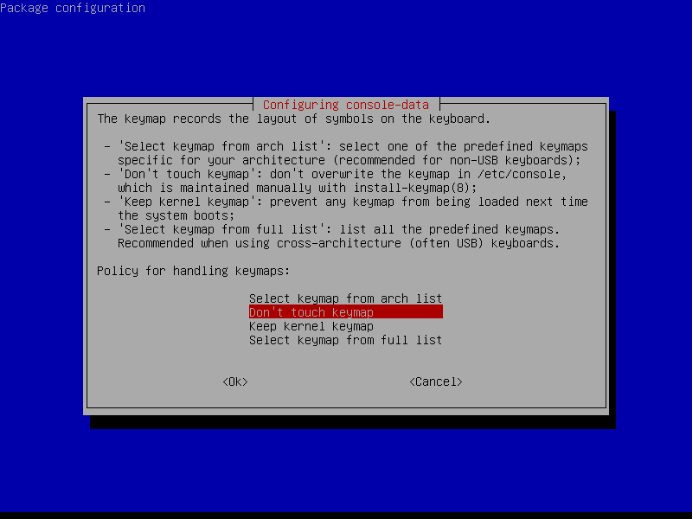 Package configuration
Configuring console-data
The keymap records the layout of symbols on the keyboard.
- 'Select keymap from arch list': select one of the predefined keymaps
specific for your architecture (recommended for non-USB keyboards);
- 'Don't touch keymap': don't overwrite the keymap in /etc/console,
which is maintained manually with install-keymap(8);
- 'Keep kernel keymap': prevent any keymap from being loaded next time
the system boots;
- 'Select keymap from full list': list all the predefined keymaps.
Recommended when using cross-architecture (often USB) keyboards.
Policy for handling keymaps:
Select keymap from arch list
Don't touch keymap
Keep kernel keymap
Select keymap from full list
<Ok> <Cancel>